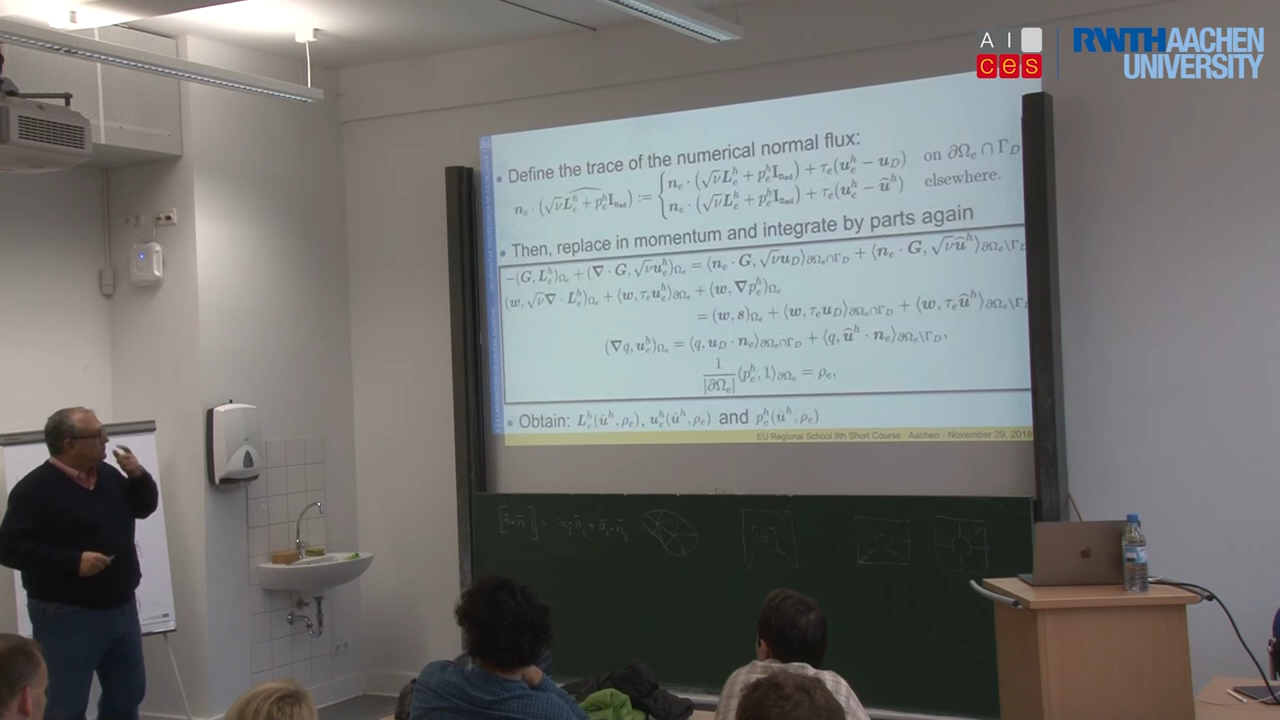 AICES
RWTH AACHEN
UNIVERSITY
• Define the trace of the numerical normal flux:
n_e · (√ν L_e^h + p_e^h I_nsd)^ := { n_e · (√ν L_e^h + p_e^h I_nsd) + τ_e(u_e^h − u_D) on ∂Ω_e ∩ Γ_D
n_e · (√ν L_e^h + p_e^h I_nsd) + τ_e(u_e^h − û^h) elsewhere.
• Then, replace in momentum and integrate by parts again
−(G, L_e^h)_Ω_e + (∇ · G, √ν u_e^h)_Ω_e = ⟨n_e · G, √ν u_D⟩_∂Ω_e∩Γ_D + ⟨n_e · G, √ν û^h⟩_∂Ω_e\Γ_D
(w, √ν ∇ · L_e^h)_Ω_e + ⟨w, τ_e u_e^h⟩_∂Ω_e + (w, ∇p_e^h)_Ω_e
= (w, s)_Ω_e + ⟨w, τ_e u_D⟩_∂Ω_e∩Γ_D + ⟨w, τ_e û^h⟩_∂Ω_e\Γ_D
(∇q, u_e^h)_Ω_e = ⟨q, u_D · n_e⟩_∂Ω_e∩Γ_D + ⟨q, û^h · n_e⟩_∂Ω_e\Γ_D,
1/|∂Ω_e| ⟨p_e^h, 1⟩_∂Ω_e = ρ_e,
• Obtain: L_e^h(û^h, ρ_e), u_e^h(û^h, ρ_e) and p_e^h(û^h, ρ_e)
EU Regional School 9th Short Course · Aachen · November 29, 2018